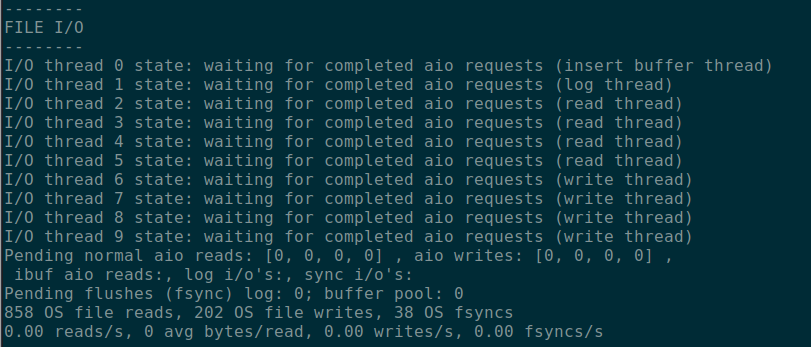 --------
FILE I/O
--------
I/O thread 0 state: waiting for completed aio requests (insert buffer thread)
I/O thread 1 state: waiting for completed aio requests (log thread)
I/O thread 2 state: waiting for completed aio requests (read thread)
I/O thread 3 state: waiting for completed aio requests (read thread)
I/O thread 4 state: waiting for completed aio requests (read thread)
I/O thread 5 state: waiting for completed aio requests (read thread)
I/O thread 6 state: waiting for completed aio requests (write thread)
I/O thread 7 state: waiting for completed aio requests (write thread)
I/O thread 8 state: waiting for completed aio requests (write thread)
I/O thread 9 state: waiting for completed aio requests (write thread)
Pending normal aio reads: [0, 0, 0, 0] , aio writes: [0, 0, 0, 0] ,
 ibuf aio reads:, log i/o's:, sync i/o's:
Pending flushes (fsync) log: 0; buffer pool: 0
858 OS file reads, 202 OS file writes, 38 OS fsyncs
0.00 reads/s, 0 avg bytes/read, 0.00 writes/s, 0.00 fsyncs/s